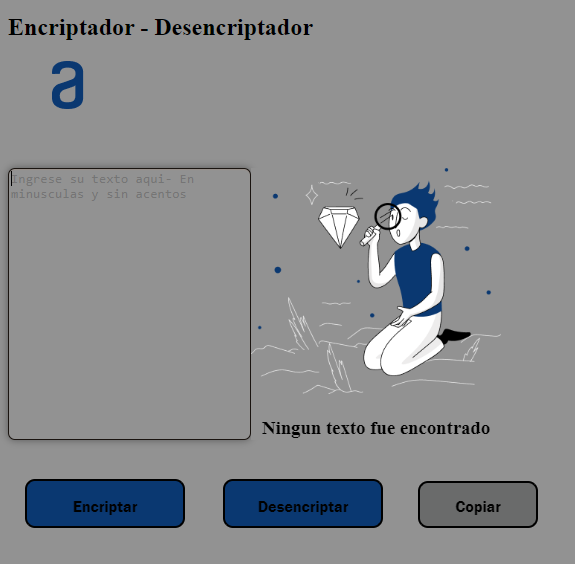 Encriptador - Desencriptador
a
Ingrese su texto aqui- En
minusculas y sin acentos
Ningun texto fue encontrado
Encriptar
Desencriptar
Copiar